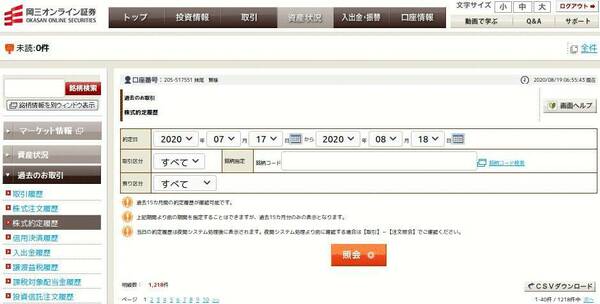 岡三オンライン証券
OKASAN ONLINE SECURITIES
トップ 投資情報 取引 資産状況 入出金・振替 口座情報
文字サイズ 小 中 大 ログアウト
動画で学ぶ Q&A サポート
未読:0件
全件
銘柄検索
銘柄情報を別ウィンドウ表示
マーケット情報
資産状況
過去のお取引
取引履歴
株式注文履歴
株式約定履歴
信用決済履歴
入出金履歴
譲渡益税履歴
課税対象配当金履歴
投資信託注文履歴
口座番号: 205-517551
2020/08/19 06:55:43 現在
過去のお取引
株式約定履歴
画面ヘルプ
約定日 2020 年 07 月 17 日 から 2020 年 08 月 18 日
取引区分 すべて 銘柄指定 銘柄コード 銘柄コード検索
預り区分 すべて
過去15カ月間の約定履歴が確認可能です。
上記期間より前の期間を指定することはできますが、過去15カ月分のみの表示となります。
当日の約定履歴は夜間システム処理後に表示されます。夜間システム処理より前に確認する場合は【取引】-【注文照会】でご確認ください。
照会
明細数: 1,218件
CSVダウンロード
ページ 1 2 3 4 5 6 7 8 9 10 >>
1-40件 / 1218件中 次へ